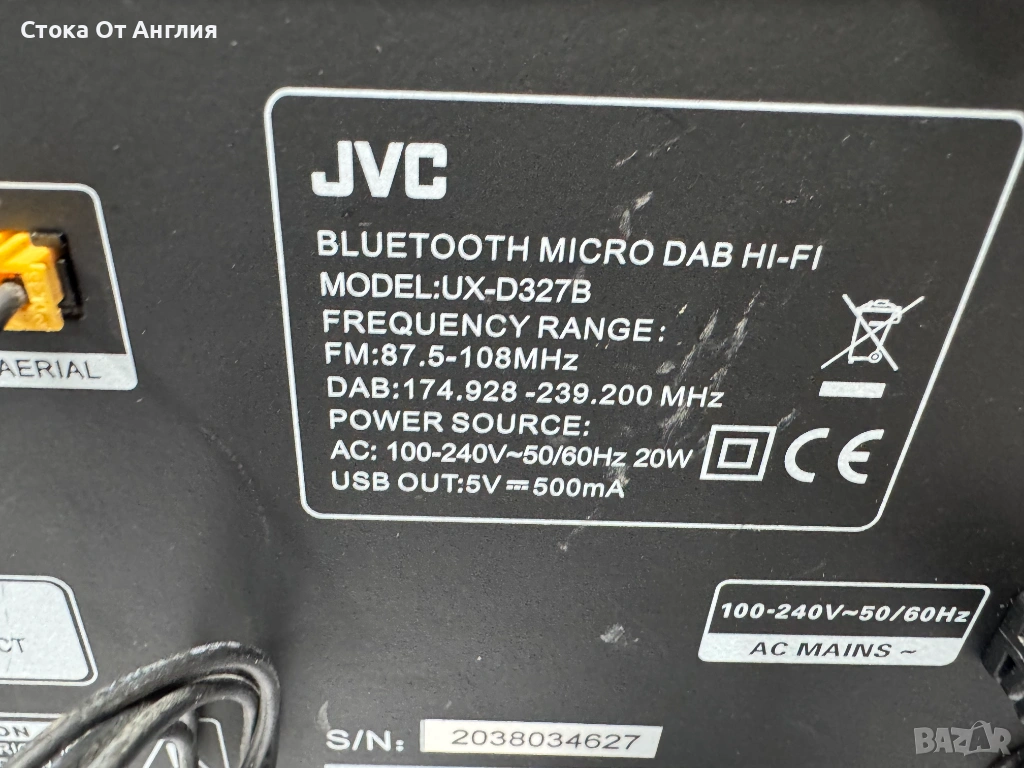 Стока От Англия
JVC
BLUETOOTH MICRO DAB HI-FI
MODEL:UX-D327B
FREQUENCY RANGE:
FM:87.5-108MHz
DAB:174.928-239.200 MHz
POWER SOURCE:
AC: 100-240V~50/60Hz 20W
CE
USB OUT:5V⎓500mA
AERIAL
100-240V~50/60Hz
AC MAINS ~
S/N: 2038034627
BAZAR